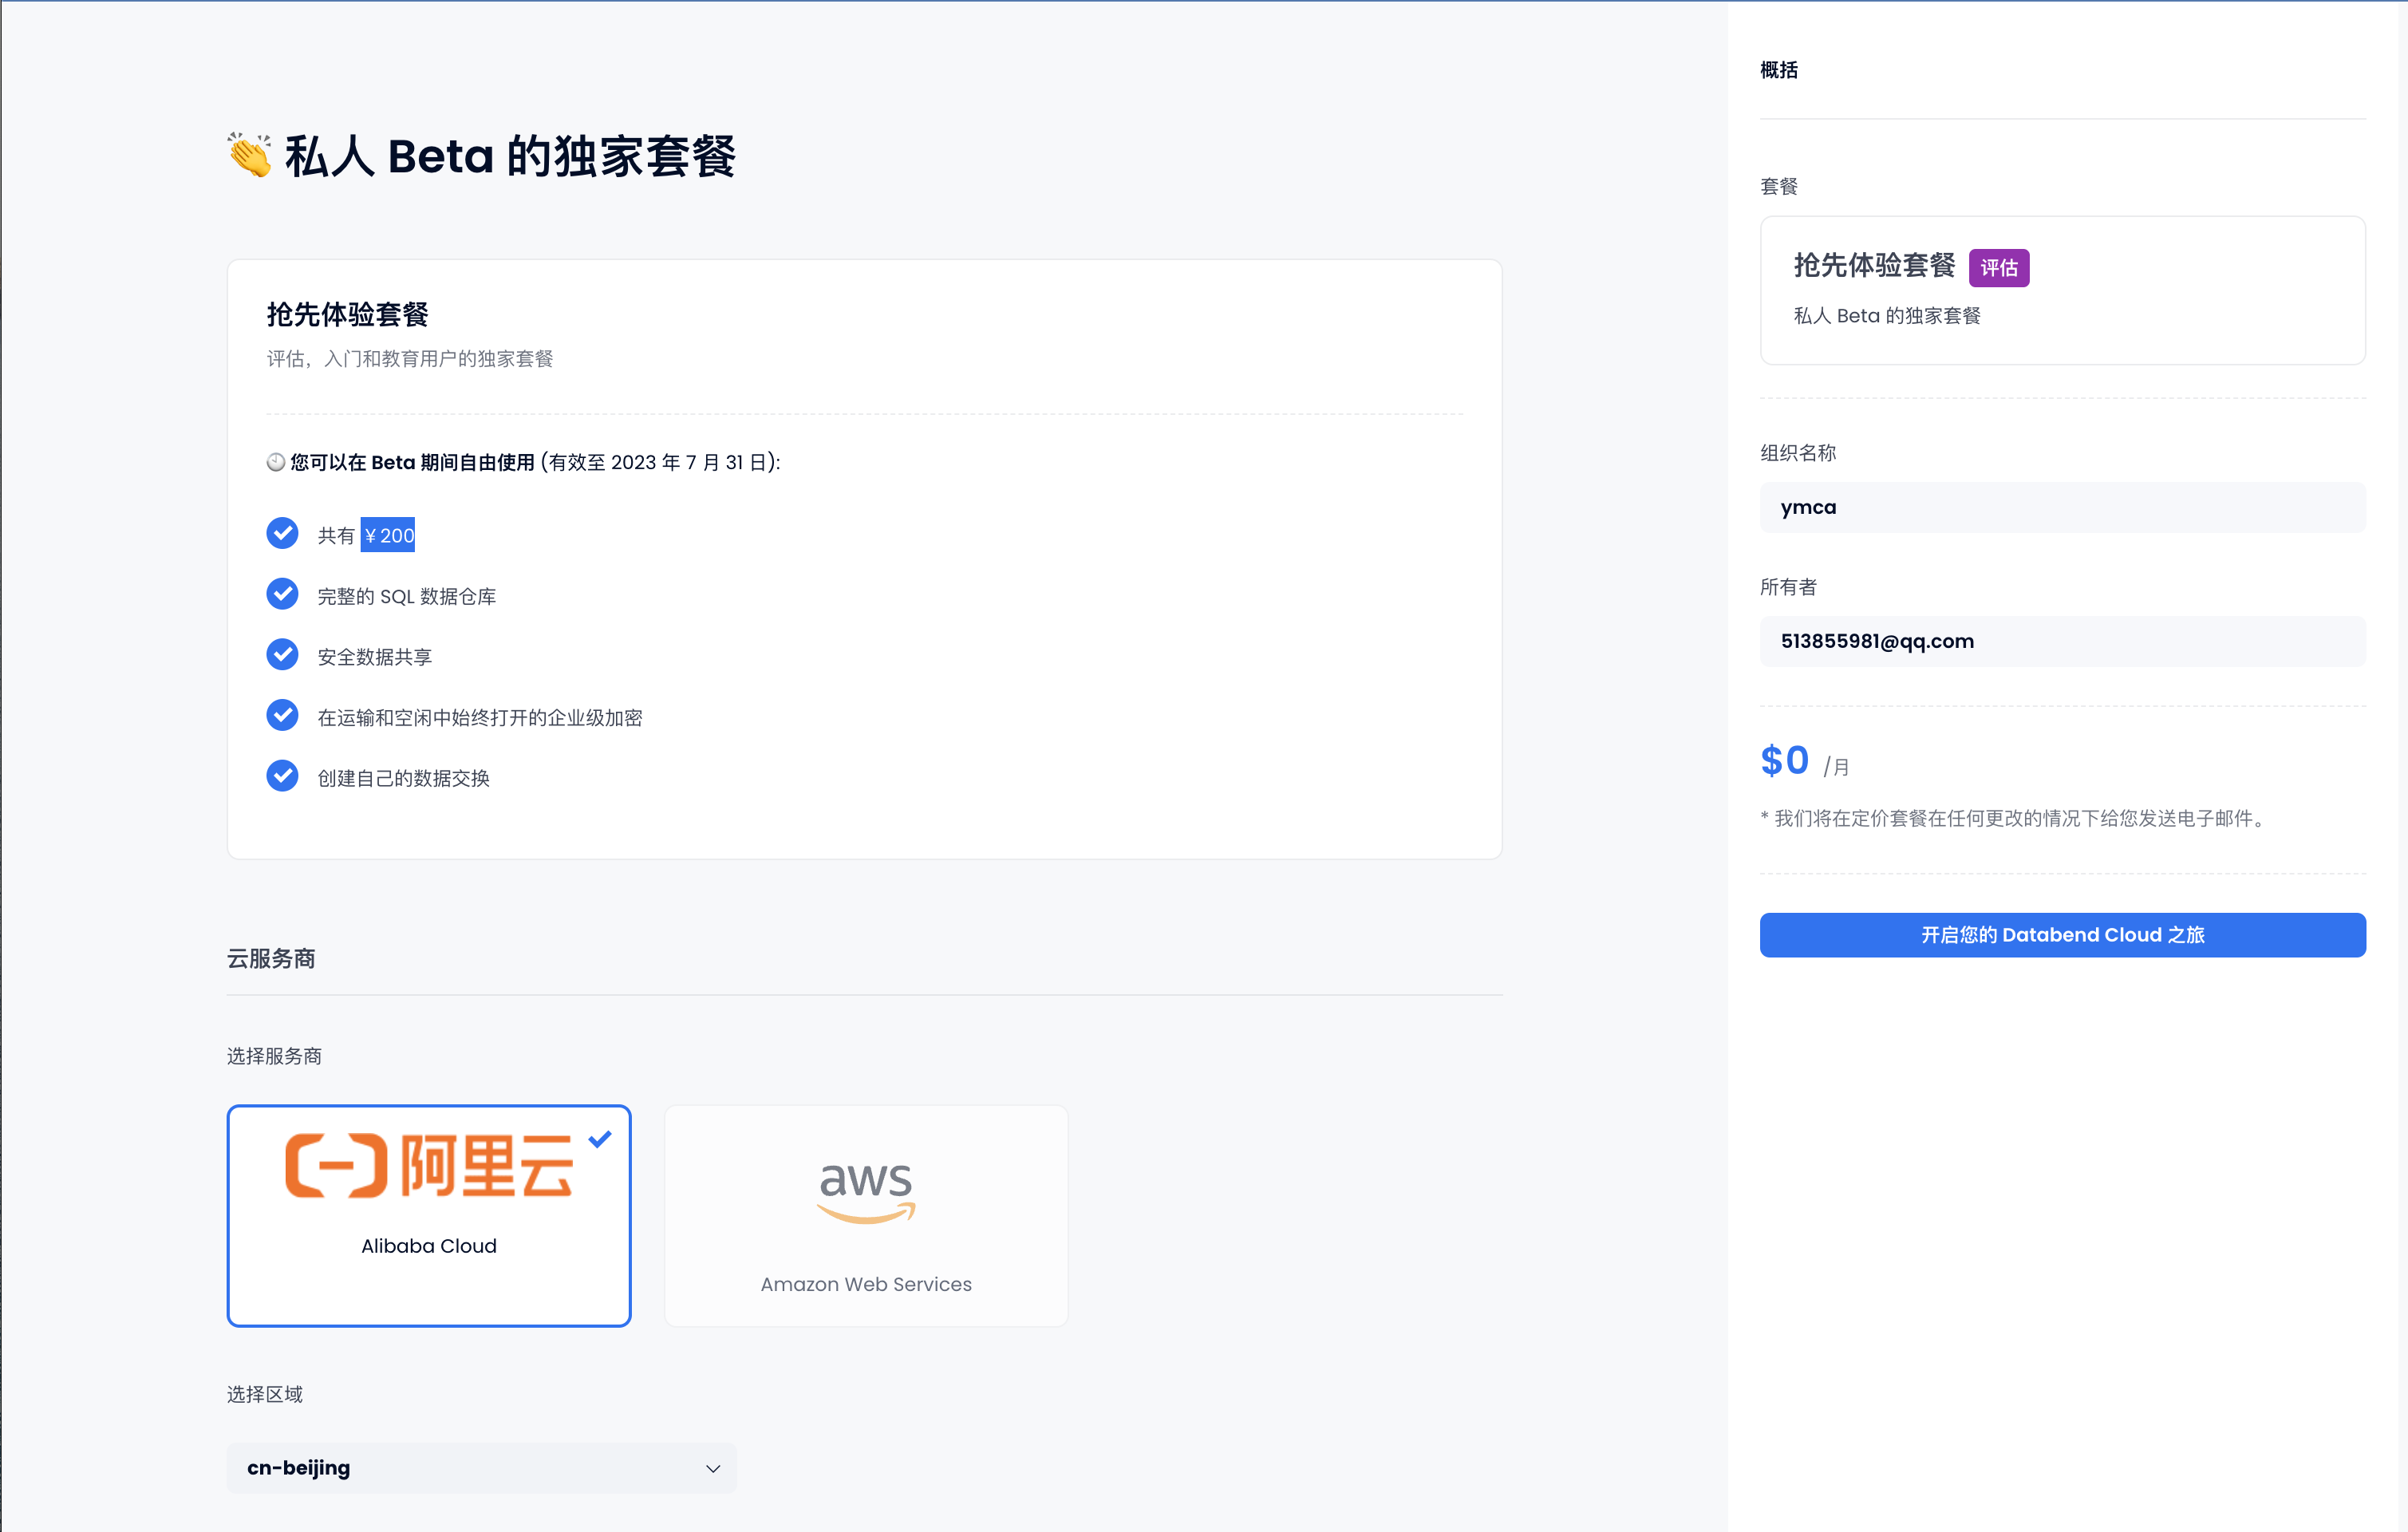 👏 私人 Beta 的独家套餐
抢先体验套餐
评估，入门和教育用户的独家套餐
🕙 您可以在 Beta 期间自由使用 (有效至 2023 年 7 月 31 日):
共有 ¥200
完整的 SQL 数据仓库
安全数据共享
在运输和空闲中始终打开的企业级加密
创建自己的数据交换
云服务商
选择服务商
阿里云
Alibaba Cloud
aws
Amazon Web Services
选择区域
cn-beijing
概括
套餐
抢先体验套餐 评估
私人 Beta 的独家套餐
组织名称
ymca
所有者
513855981@qq.com
$0 /月
* 我们将在定价套餐在任何更改的情况下给您发送电子邮件。
开启您的 Databend Cloud 之旅